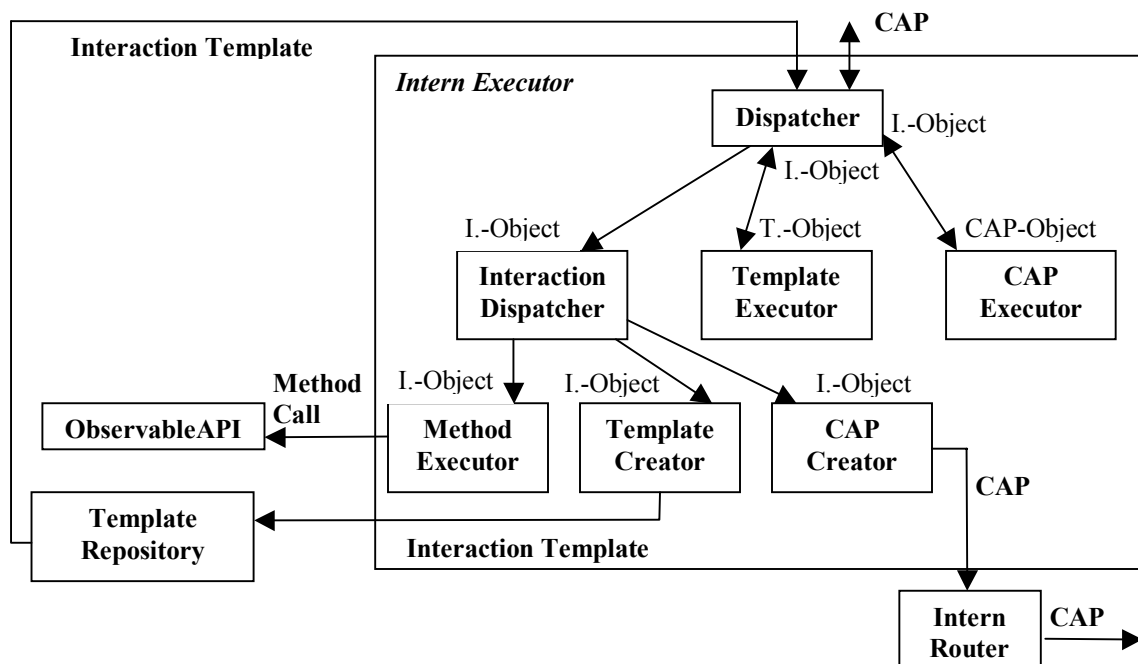 CAP
Interaction Template
Intern Executor
Dispatcher
I.-Object
I.-Object
I.-Object
T.-Object
CAP-Object
Interaction
Dispatcher
Template
Executor
CAP
Executor
Method
Call
I.-Object
I.-Object
I.-Object
ObservableAPI
Method
Executor
Template
Creator
CAP
Creator
CAP
Template
Repository
Interaction Template
Intern
Router
CAP